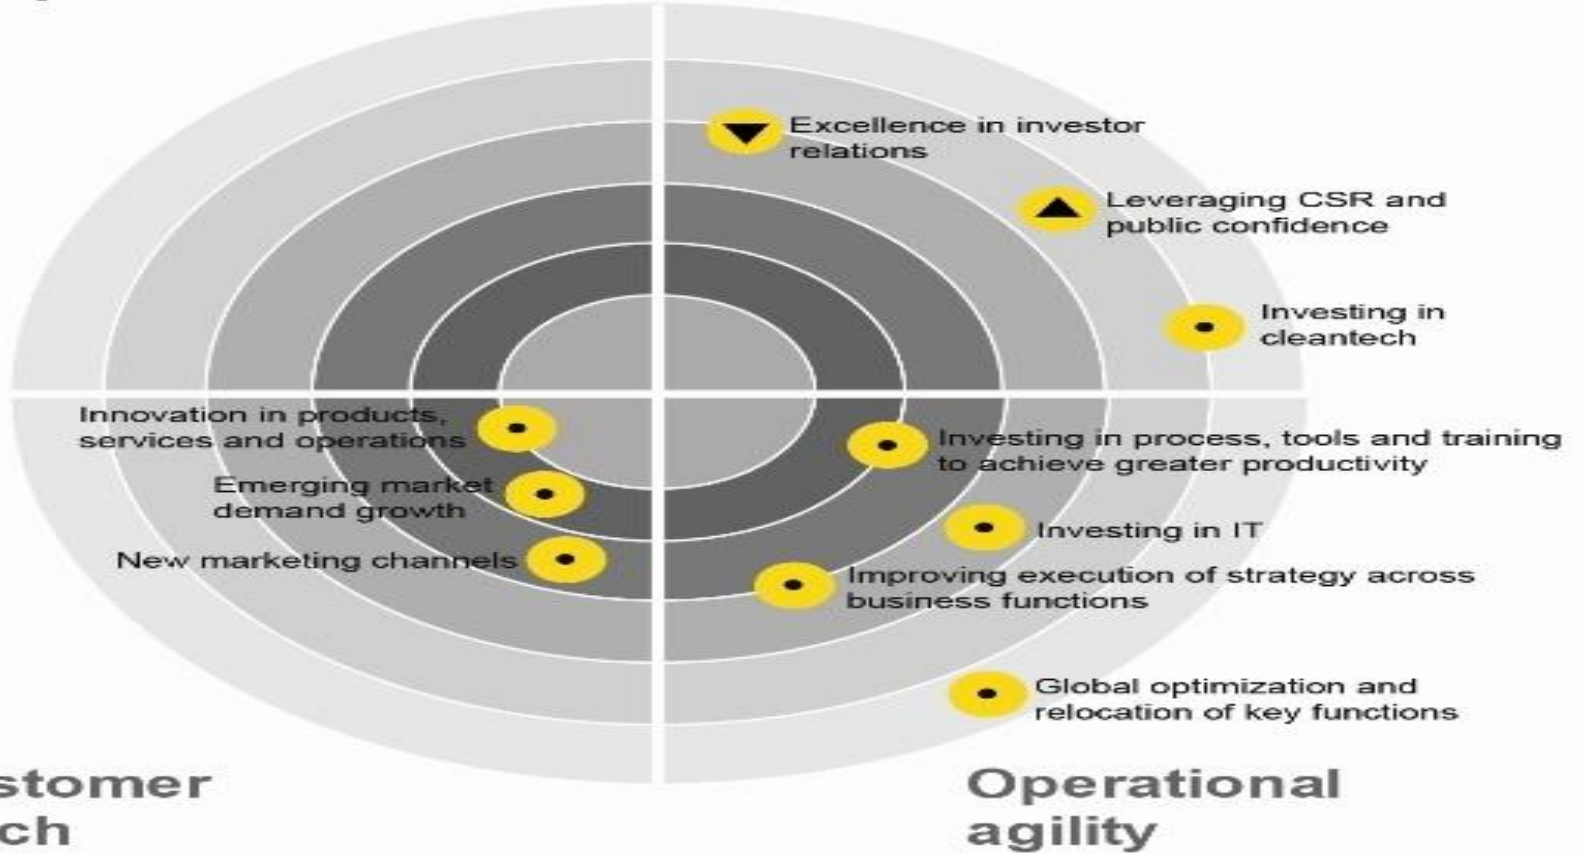 Excellence in investor
relations
Leveraging CSR and
public confidence
Investing in
cleantech
Innovation in products,
services and operations
Emerging market
demand growth
New marketing channels
Investing in process, tools and training
to achieve greater productivity
Investing in IT
Improving execution of strategy across
business functions
Global optimization and
relocation of key functions
stomer
ch
Operational
agility